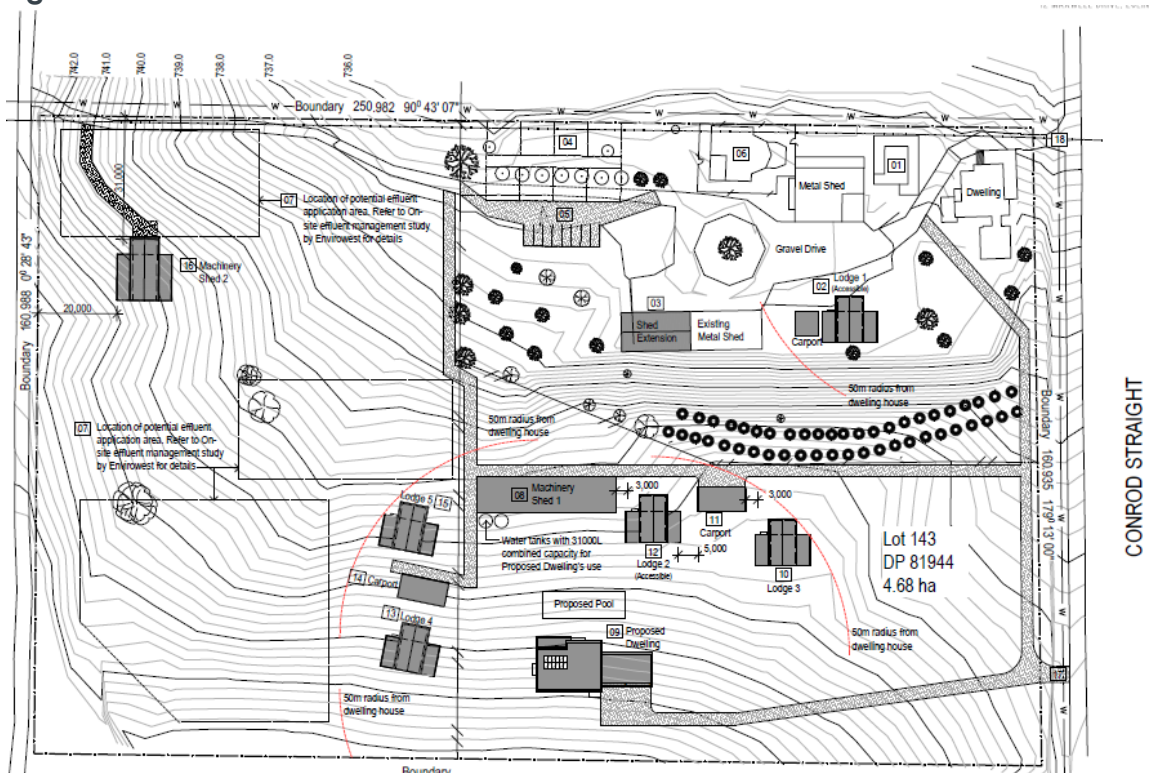 742.0
741.0
740.0
739.0
738.0
737.0
736.0
Boundary 250.982 90° 43' 07"
W
W
W
W
W
W
W
W
W
18
04
06
01
Metal Shed
Dwelling
31,000
07 Location of potential effluent
application area. Refer to On-
site effluent management study
by Envirowest for details
05
Gravel Drive
16 Machinery
Shed 2
20,000
Boundary 160.988 0° 28' 43"
02 Lodge 1
(Accessible)
03
Shed
Extension
Existing
Metal Shed
Carport
50m radius from
dwelling house
CONROD STRAIGHT
Boundary 160.935 179° 13' 00"
50m radius from
dwelling house
07 Location of potential effluent
application area. Refer to On-
site effluent management study
by Envirowest for details
08 Machinery
Shed 1
3,000
3,000
Lodge 5 15
11
Carport
Water tanks with 31000L
combined capacity for
Proposed Dwelling's use
12
Lodge 2
(Accessible)
5,000
10
Lodge 3
Lot 143
DP 81944
4.68 ha
14 Carport
13 Lodge 4
Proposed Pool
09 Proposed
Dwelling
50m radius from
dwelling house
W
W
W
17
W
50m radius from
dwelling house
Boundary